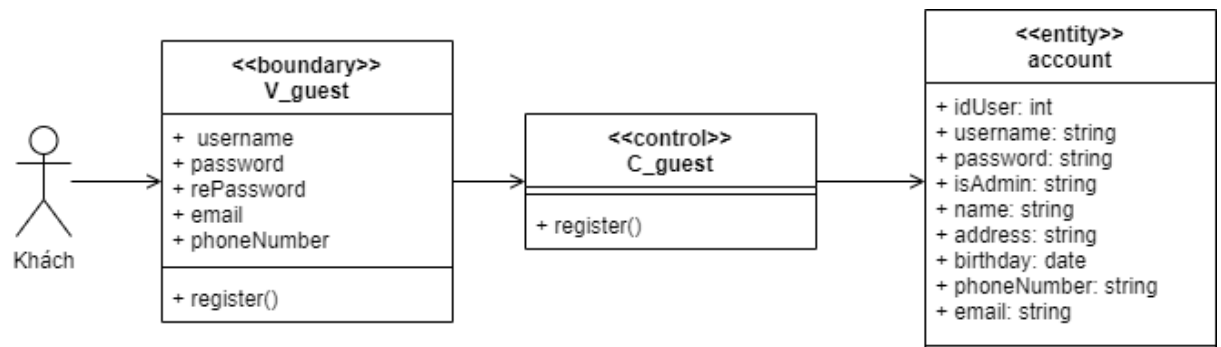 Khách
<<boundary>>
V_guest
+ username
+ password
+ rePassword
+ email
+ phoneNumber
+ register()
<<control>>
C_guest
+ register()
<<entity>>
account
+ idUser: int
+ username: string
+ password: string
+ isAdmin: string
+ name: string
+ address: string
+ birthday: date
+ phoneNumber: string
+ email: string